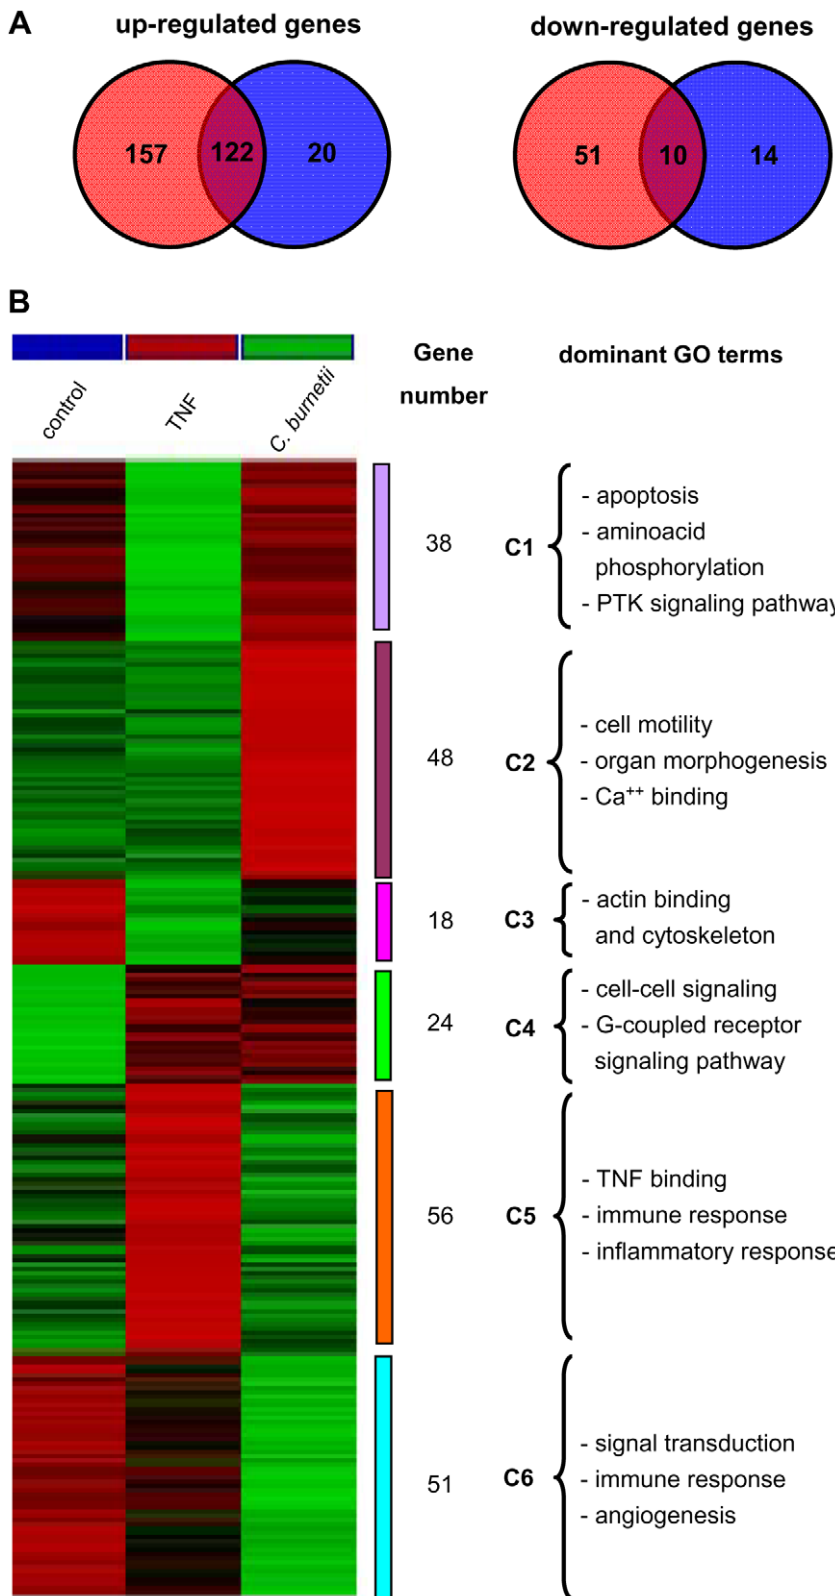 A
up-regulated genes
down-regulated genes
157
122
20
51
10
14
B
control
TNF
C. burnetii
Gene
number
dominant GO terms
38
C1
- apoptosis
- aminoacid
phosphorylation
- PTK signaling pathway
48
C2
- cell motility
- organ morphogenesis
- Ca⁺⁺ binding
18
C3
- actin binding
and cytoskeleton
24
C4
- cell-cell signaling
- G-coupled receptor
signaling pathway
56
C5
- TNF binding
- immune response
- inflammatory response
51
C6
- signal transduction
- immune response
- angiogenesis